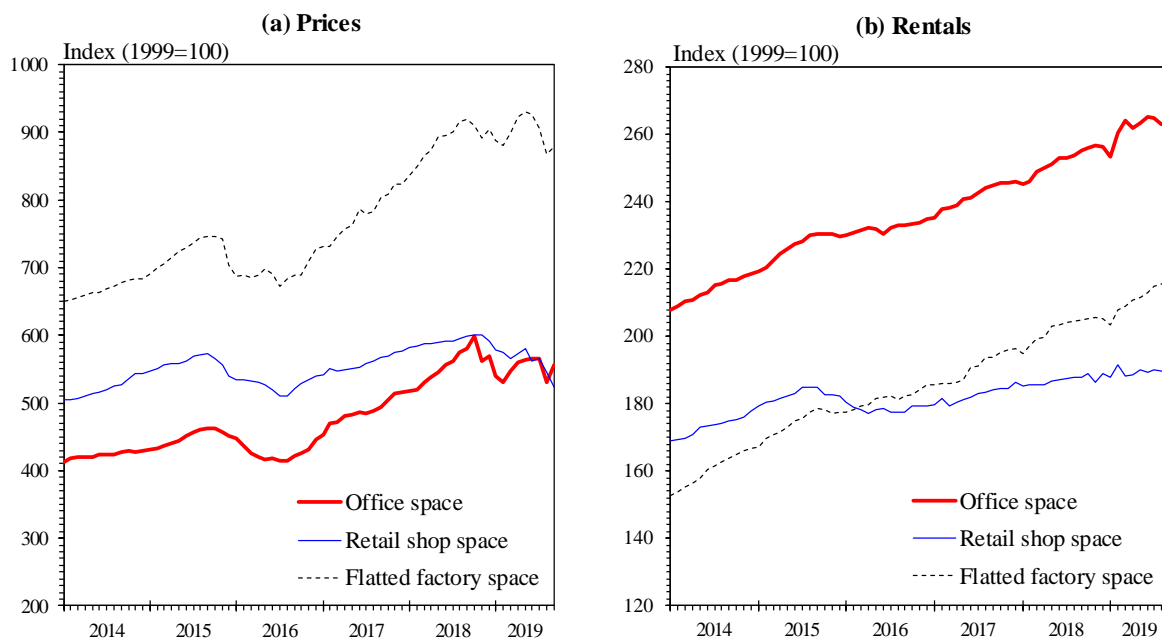 (a) Prices
Index (1999=100)
1 000
900
800
700
600
500
400
300
200
Office space
Retail shop space
Flatted factory space
2014 2015 2016 2017 2018 2019
(b) Rentals
Index (1999=100)
280
260
240
220
200
180
160
140
120
Office space
Retail shop space
Flatted factory space
2014 2015 2016 2017 2018 2019